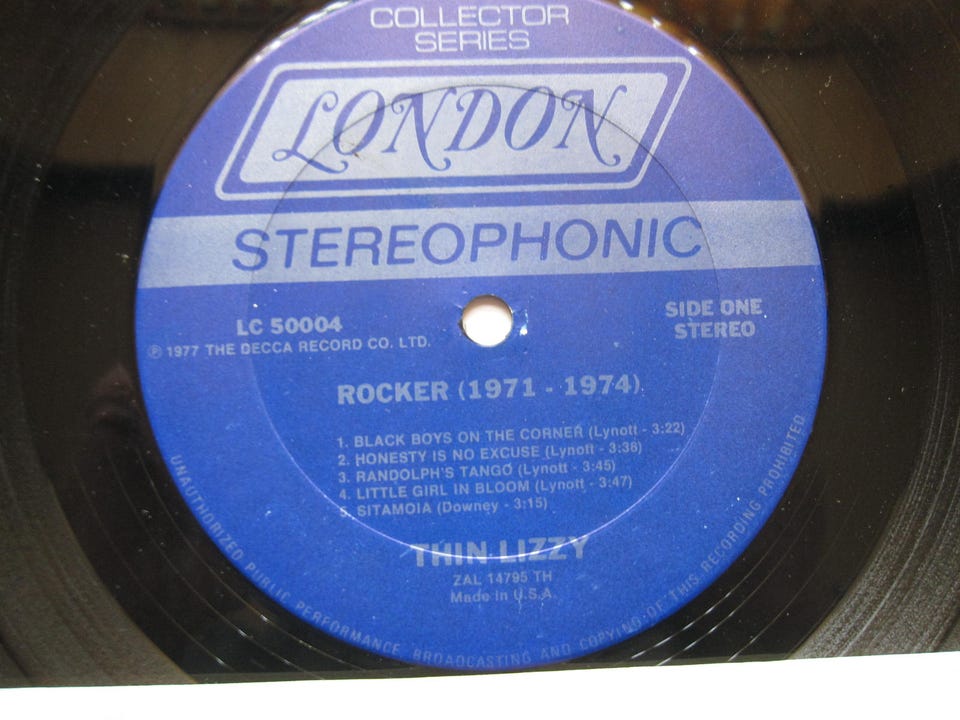 COLLECTOR
SERIES
LONDON
STEREOPHONIC
LC 50004
℗ 1977 THE DECCA RECORD CO. LTD.
SIDE ONE
STEREO
ROCKER (1971 - 1974)
1. BLACK BOYS ON THE CORNER (Lynott - 3:22)
2. HONESTY IS NO EXCUSE (Lynott - 3:36)
3. RANDOLPH'S TANGO (Lynott - 3:45)
4. LITTLE GIRL IN BLOOM (Lynott - 3:47)
5. SITAMOIA (Downey - 3:15)
THIN LIZZY
ZAL 14795 TH
Made in U.S.A.
UNAUTHORIZED PUBLIC PERFORMANCE, BROADCASTING AND COPYING OF THIS RECORDING PROHIBITED